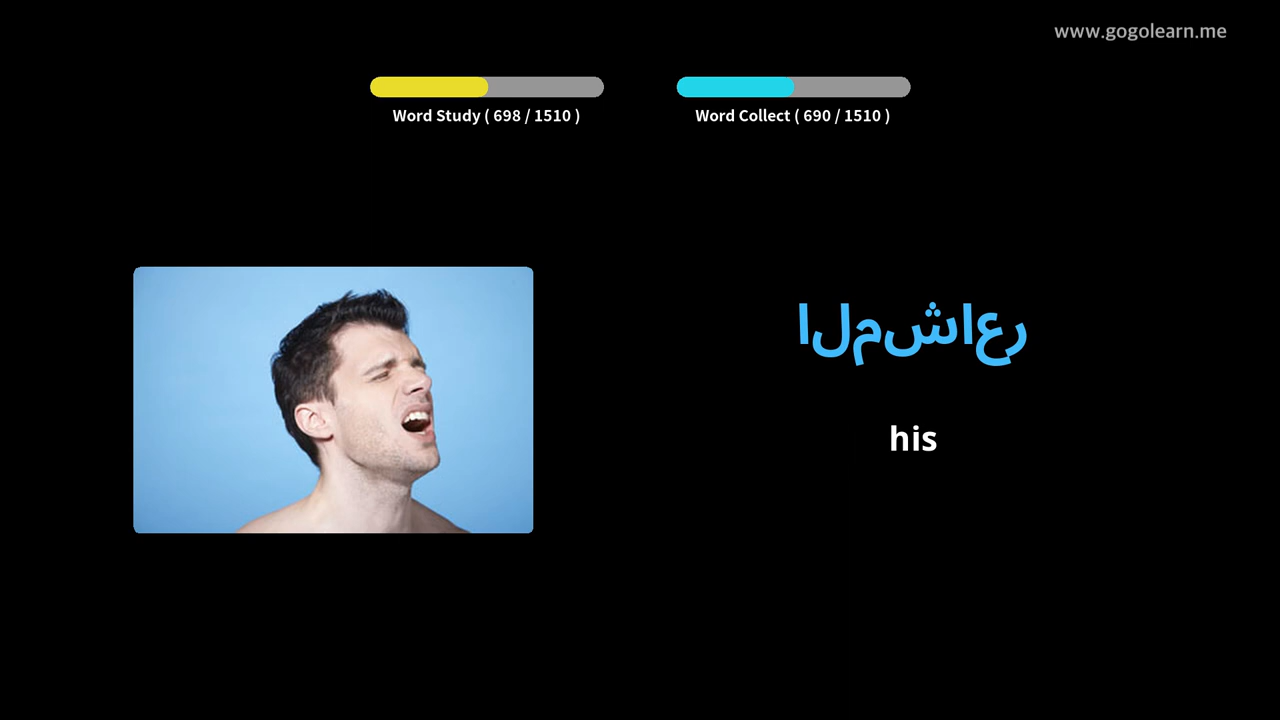 www.gogolearn.me
Word Study ( 698 / 1510 )
Word Collect ( 690 / 1510 )
المشاعر
his